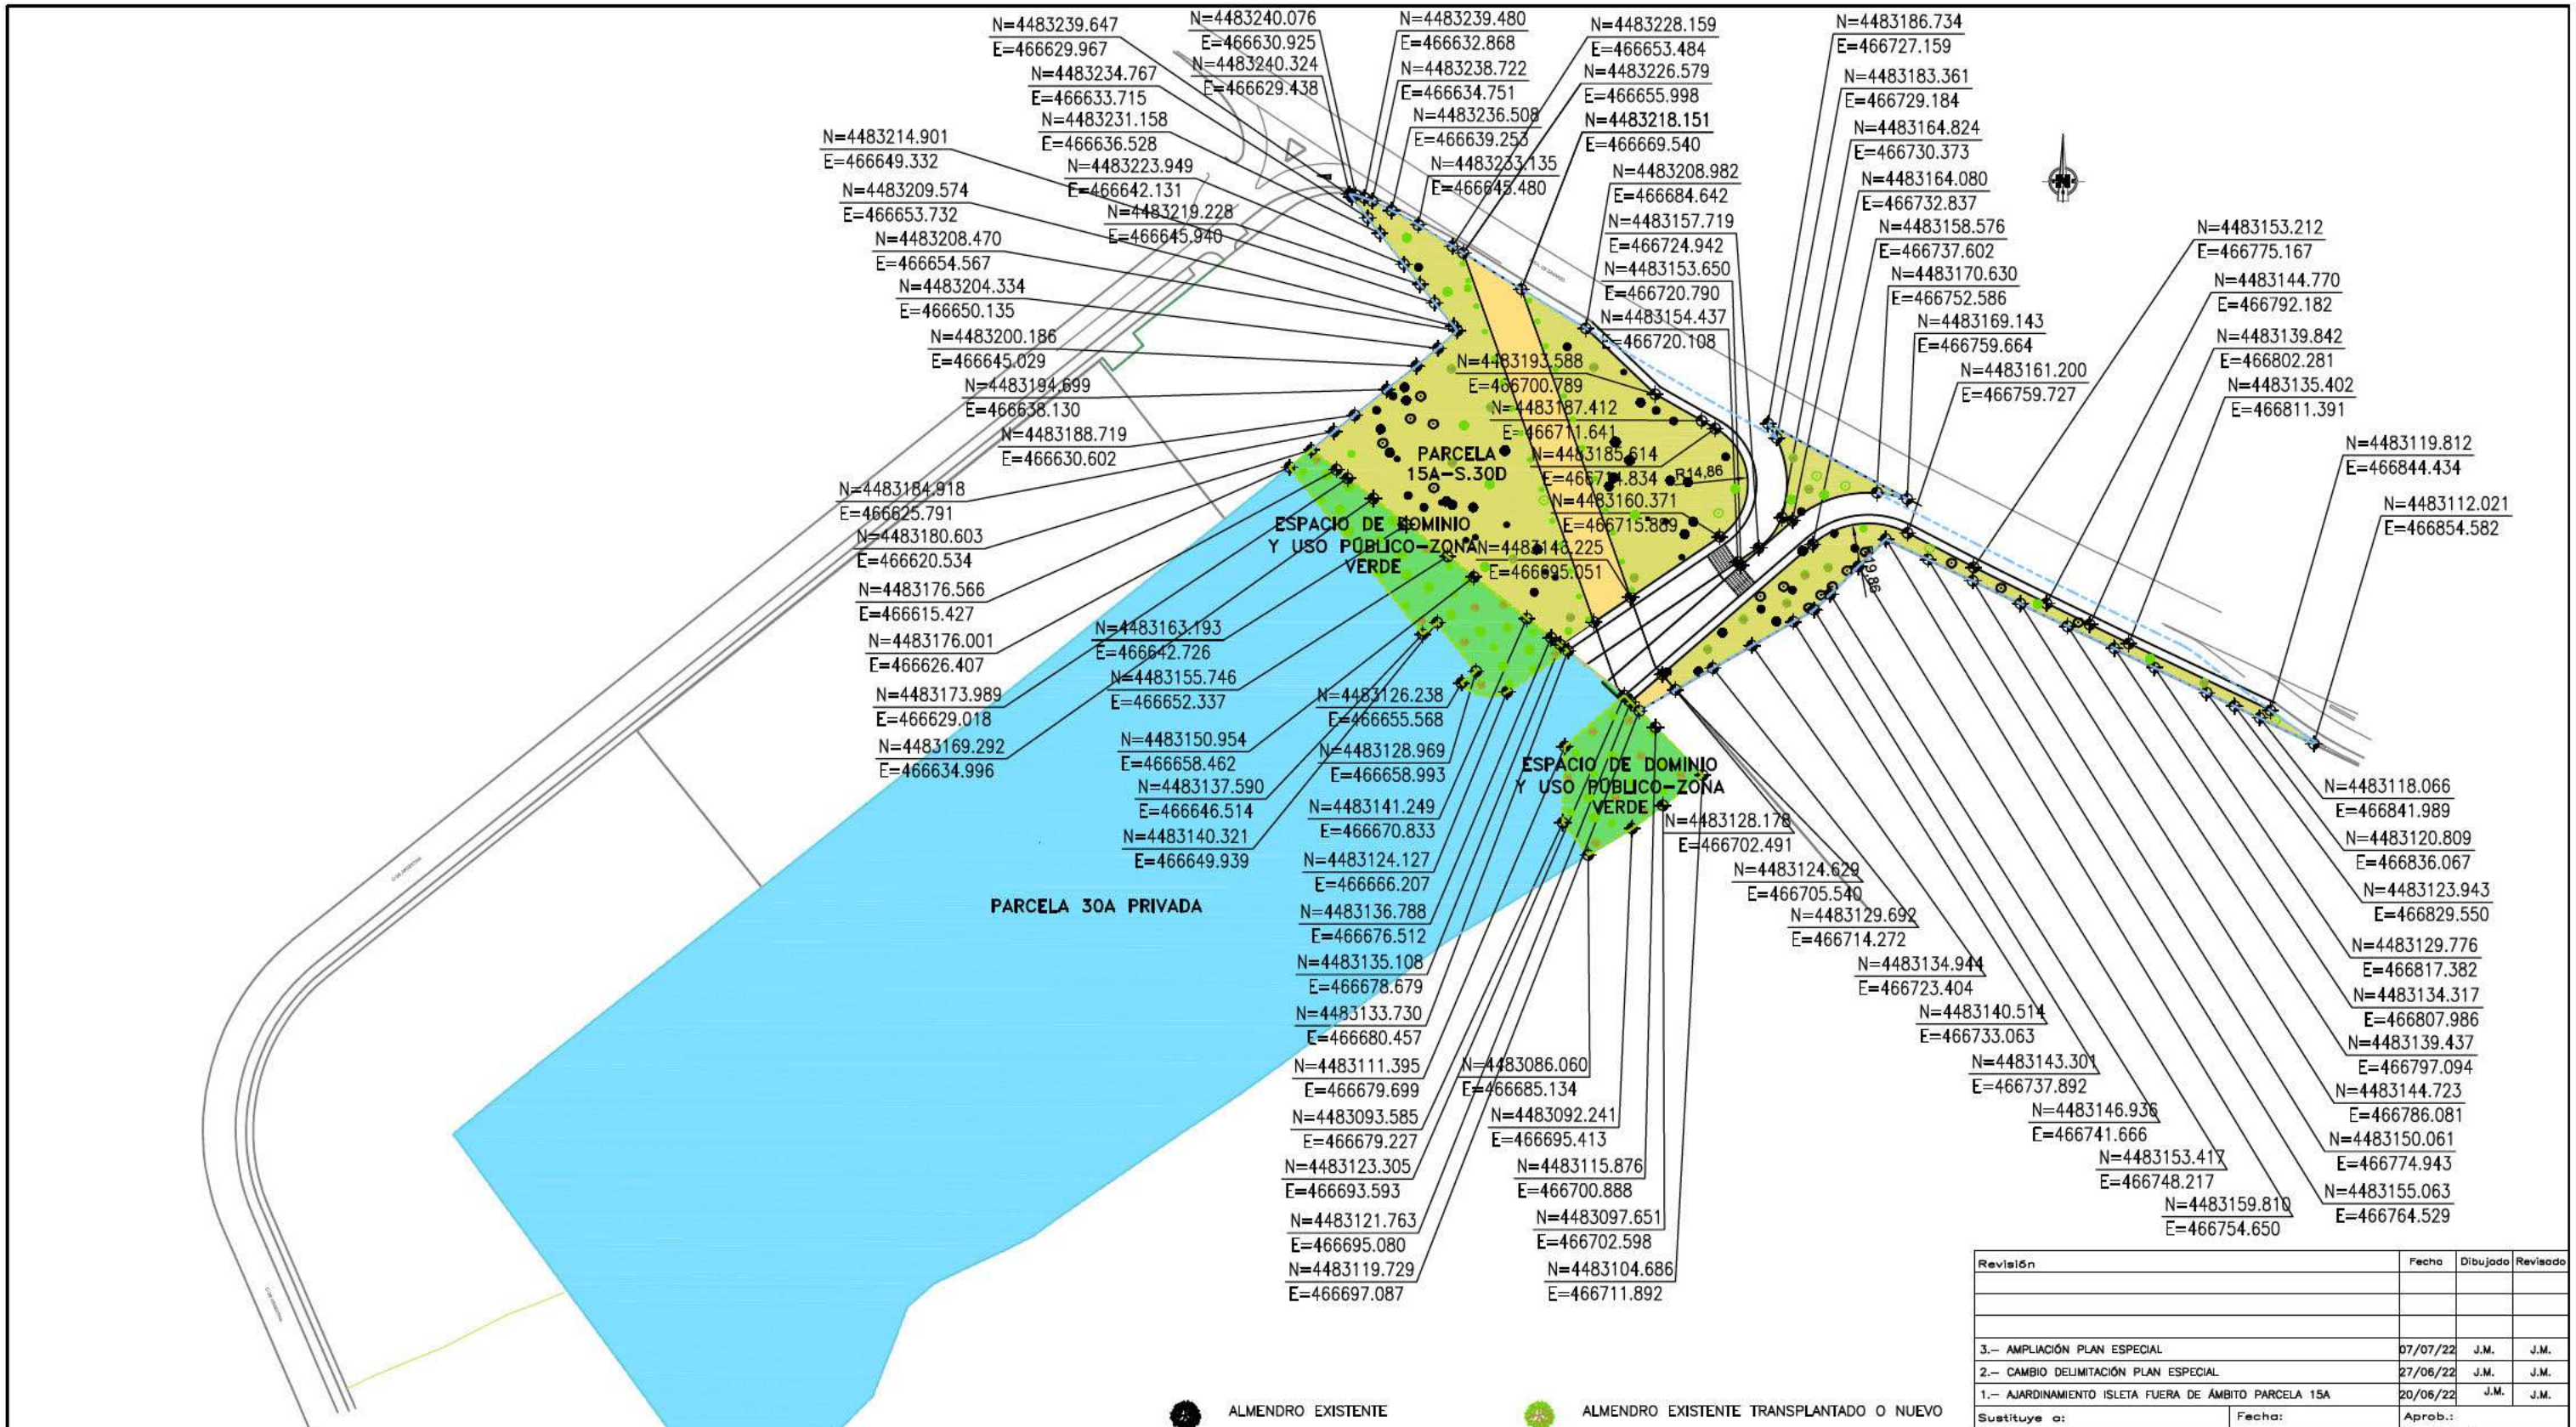 N=4483239.647
E=466629.967
N=4483240.076
E=466630.925
N=4483240.324
E=466629.438
N=4483239.480
E=466632.868
N=4483238.722
E=466634.751
N=4483236.508
E=466639.253
N=4483233.135
E=466645.480
N=4483228.159
E=466653.484
N=4483226.579
E=466655.998
N=4483218.151
E=466669.540
N=4483208.982
E=466684.642
N=4483157.719
E=466724.942
N=4483153.650
E=466720.790
N=4483154.437
E=466720.108
N=4483186.734
E=466727.159
N=4483183.361
E=466729.184
N=4483164.824
E=466730.373
N=4483164.080
E=466732.837
N=4483158.576
E=466737.602
N=4483170.630
E=466752.586
N=4483169.143
E=466759.664
N=4483161.200
E=466759.727
N
N=4483153.212
E=466775.167
N=4483144.770
E=466792.182
N=4483139.842
E=466802.281
N=4483135.402
E=466811.391
N=4483119.812
E=466844.434
N=4483112.021
E=466854.582
N=4483234.767
E=466633.715
N=4483231.158
E=466636.528
N=4483223.949
E=466642.131
N=4483219.228
E=466645.940
N=4483214.901
E=466649.332
N=4483209.574
E=466653.732
N=4483208.470
E=466654.567
N=4483204.334
E=466650.135
N=4483200.186
E=466645.029
N=4483194.699
E=466638.130
N=4483188.719
E=466630.602
N=4483184.918
E=466625.791
N=4483180.603
E=466620.534
N=4483176.566
E=466615.427
N=4483176.001
E=466626.407
N=4483173.989
E=466629.018
N=4483169.292
E=466634.996
N=4483193.588
E=466700.789
N=4483187.412
E=466711.641
N=4483185.614
E=466714.834
N=4483160.371
E=466715.889
N=4483146.225
E=466695.051
R14,86
R19,86
PARCELA
15A-S.30D
ESPACIO DE DOMINIO
Y USO PÚBLICO-ZONA
VERDE
N=4483163.193
E=466642.726
N=4483155.746
E=466652.337
N=4483150.954
E=466658.462
N=4483137.590
E=466646.514
N=4483140.321
E=466649.939
N=4483126.238
E=466655.568
N=4483128.969
E=466658.993
N=4483141.249
E=466670.833
N=4483124.127
E=466666.207
N=4483136.788
E=466676.512
N=4483135.108
E=466678.679
N=4483133.730
E=466680.457
N=4483111.395
E=466679.699
N=4483093.585
E=466679.227
N=4483123.305
E=466693.593
N=4483121.763
E=466695.080
N=4483119.729
E=466697.087
ESPACIO DE DOMINIO
Y USO PÚBLICO-ZONA
VERDE
PARCELA 30A PRIVADA
N=4483086.060
E=466685.134
N=4483092.241
E=466695.413
N=4483115.876
E=466700.888
N=4483097.651
E=466702.598
N=4483104.686
E=466711.892
N=4483128.178
E=466702.491
N=4483124.629
E=466705.540
N=4483129.692
E=466714.272
N=4483134.944
E=466723.404
N=4483140.514
E=466733.063
N=4483143.301
E=466737.892
N=4483146.936
E=466741.666
N=4483153.417
E=466748.217
N=4483159.810
E=466754.650
N=4483118.066
E=466841.989
N=4483120.809
E=466836.067
N=4483123.943
E=466829.550
N=4483129.776
E=466817.382
N=4483134.317
E=466807.986
N=4483139.437
E=466797.094
N=4483144.723
E=466786.081
N=4483150.061
E=466774.943
N=4483155.063
E=466764.529
Revisión Fecha Dibujado Revisado
3.- AMPLIACIÓN PLAN ESPECIAL 07/07/22 J.M. J.M.
2.- CAMBIO DELIMITACIÓN PLAN ESPECIAL 27/06/22 J.M. J.M.
1.- AJARDINAMIENTO ISLETA FUERA DE ÁMBITO PARCELA 15A 20/06/22 J.M. J.M.
Sustituye a: Fecha: Aprob.:
ALMENDRO EXISTENTE
ALMENDRO EXISTENTE TRANSPLANTADO O NUEVO